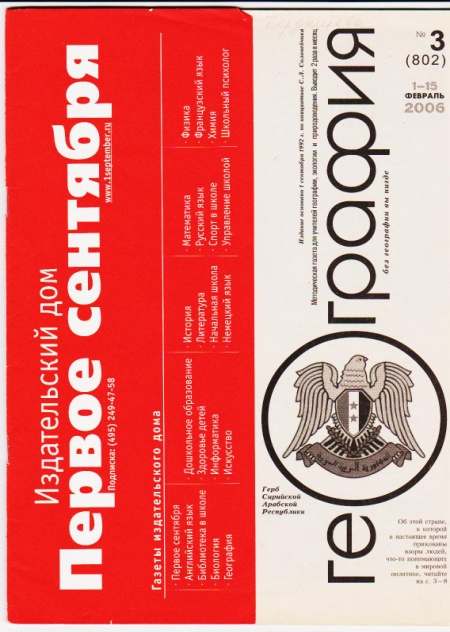 Издательский дом
Первое сентября
www.1september.ru
Подписка: (495) 249-47-58
Газеты издательского дома
· Первое сентября
· Английский язык
· Библиотека в школе
· Биология
· География
· Дошкольное образование
· Здоровье детей
· Информатика
· Искусство
· История
· Литература
· Начальная школа
· Немецкий язык
· Математика
· Русский язык
· Спорт в школе
· Управление школой
· Физика
· Французский язык
· Химия
· Школьный психолог
№ 3
(802)
1–15
ФЕВРАЛЬ
2006
Издание основано 1 сентября 1992 г. по инициативе С.Л. Соловейчика
Методическая газета для учителей географии, экологии и природоведения. Выходит 2 раза в месяц
география
без географии вы нигде
Герб
Сирийской
Арабской
Республики
Об этой стране,
к которой
в настоящее время
прикованы
взоры людей,
что-то понимающих
в мировой
политике, читайте
на с. 3–8